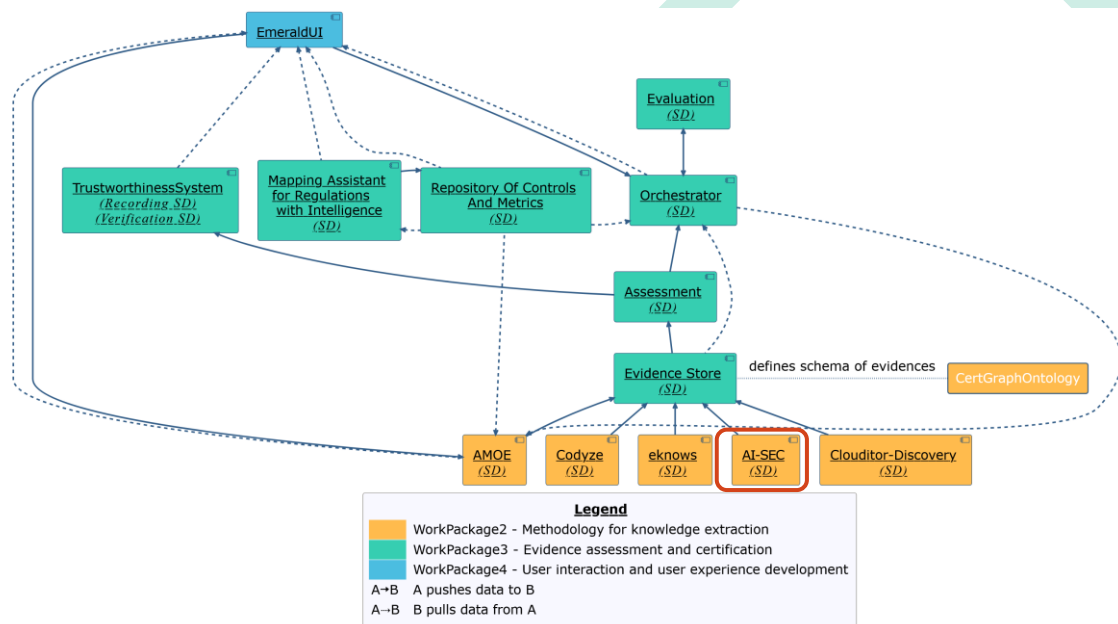 EmeraldUI
Evaluation
(SD)
TrustworthinessSystem
(Recording SD)
(Verification SD)
Mapping Assistant
for Regulations
with Intelligence
(SD)
Repository Of Controls
And Metrics
(SD)
Orchestrator
(SD)
Assessment
(SD)
Evidence Store
(SD)
defines schema of evidences
CertGraphOntology
AMOE
(SD)
Codyze
(SD)
eknows
(SD)
AI-SEC
(SD)
Clouditor-Discovery
(SD)
Legend
WorkPackage2 - Methodology for knowledge extraction
WorkPackage3 - Evidence assessment and certification
WorkPackage4 - User interaction and user experience development
A→B A pushes data to B
A⇢B B pulls data from A